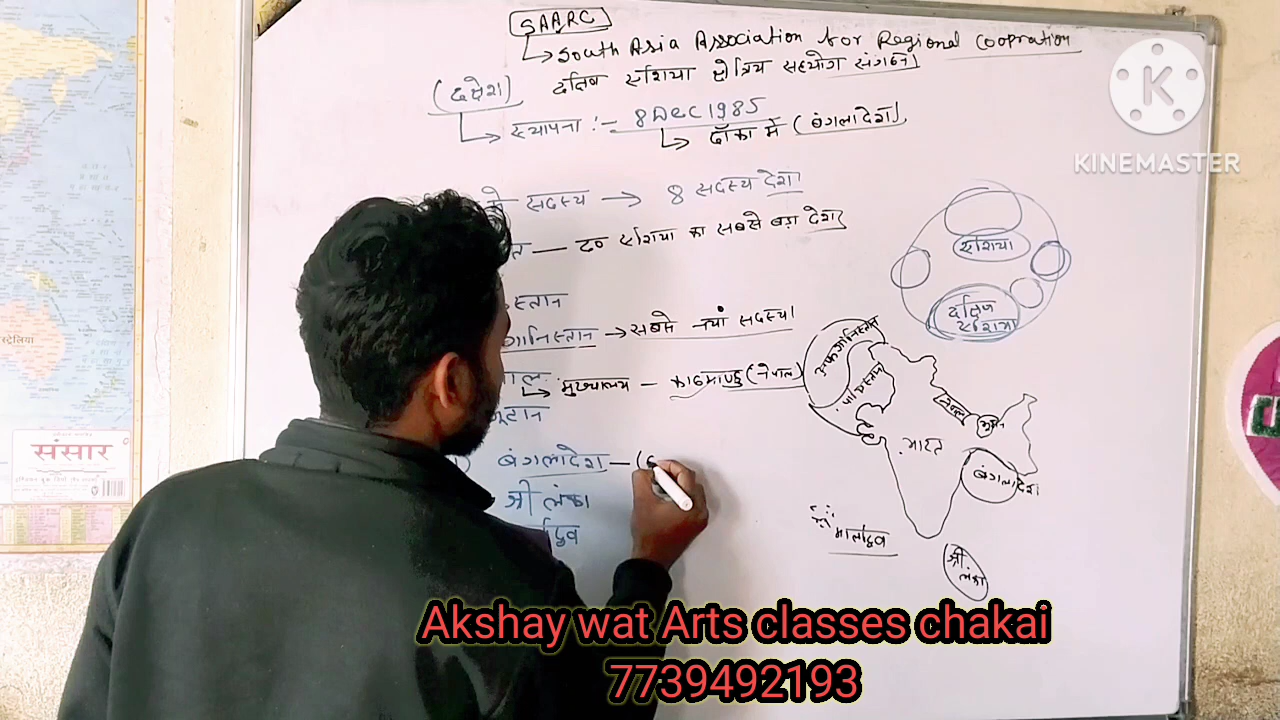 SAARC
South Asia Association for Regional Coopration
दक्षिण एशिया क्षेत्रिय सहयोग संगठन
(दक्षेश)
स्थापना :- 8 Dec 1985
ढाँका में (बंगलादेश)
सदस्य → 8 सदस्य देश
द० एशिया का सबसे बड़ा देश
स्तान
गानिस्तान → सबसे नयां सदस्य
मुख्यालय - काठमाण्डु (नेपाल)
बंगलादेश - (
श्री लंका
एशिया
दक्षिण एशिया
अफगानिस्तान
नेपाल
भारत
बंगलादेश
मालद्विव
श्री लंका
संसार
K
KINEMASTER
Akshay wat Arts classes chakai
7739492193